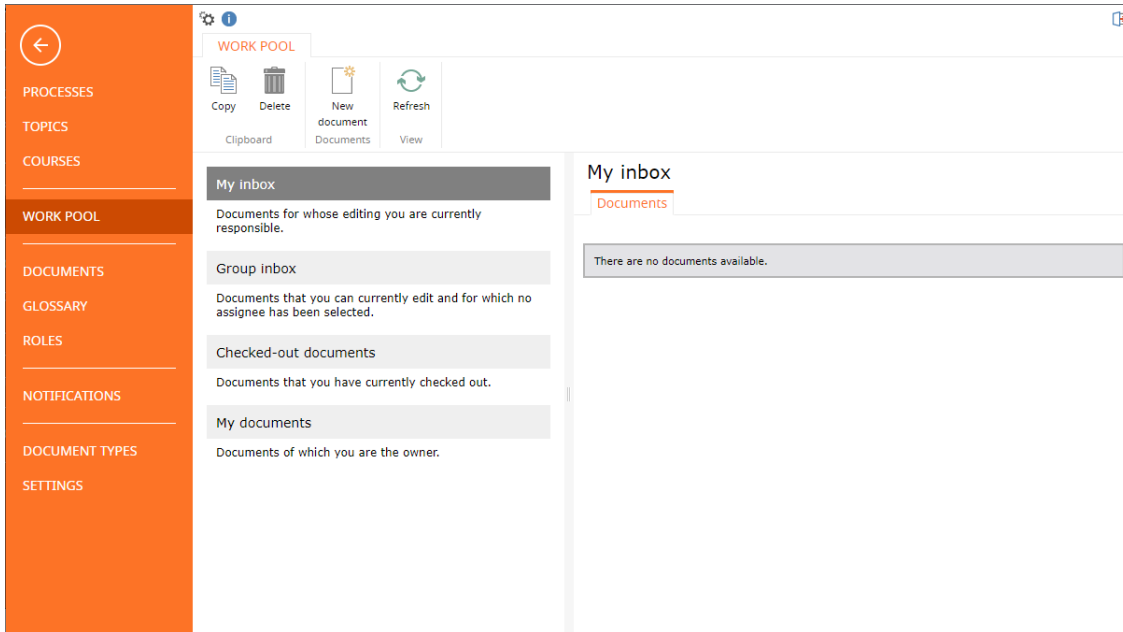 WORK POOL
Copy
Delete
New
document
Refresh
Clipboard
Documents
View
PROCESSES
TOPICS
COURSES
WORK POOL
DOCUMENTS
GLOSSARY
ROLES
NOTIFICATIONS
DOCUMENT TYPES
SETTINGS
My inbox
Documents for whose editing you are currently
responsible.
Group inbox
Documents that you can currently edit and for which no
assignee has been selected.
Checked-out documents
Documents that you have currently checked out.
My documents
Documents of which you are the owner.
My inbox
Documents
There are no documents available.